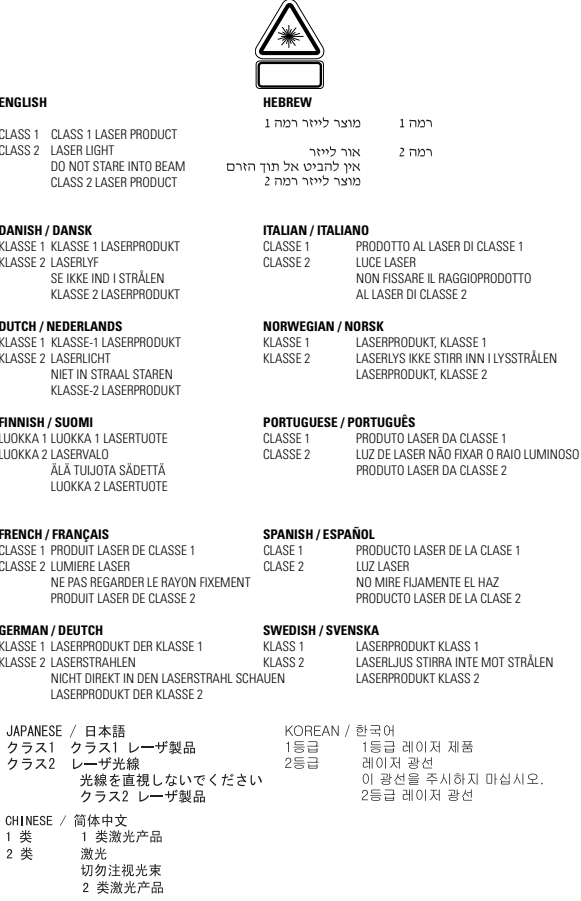 ENGLISH
CLASS 1 CLASS 1 LASER PRODUCT
CLASS 2 LASER LIGHT
DO NOT STARE INTO BEAM
CLASS 2 LASER PRODUCT
HEBREW
רמה 1 מוצר לייזר רמה 1
רמה 2 אור לייזר
אין להביט אל תוך הזרם
מוצר לייזר רמה 2
DANISH / DANSK
KLASSE 1 KLASSE 1 LASERPRODUKT
KLASSE 2 LASERLYF
SE IKKE IND I STRÅLEN
KLASSE 2 LASERPRODUKT
ITALIAN / ITALIANO
CLASSE 1 PRODOTTO AL LASER DI CLASSE 1
CLASSE 2 LUCE LASER
NON FISSARE IL RAGGIOPRODOTTO
AL LASER DI CLASSE 2
DUTCH / NEDERLANDS
KLASSE 1 KLASSE-1 LASERPRODUKT
KLASSE 2 LASERLICHT
NIET IN STRAAL STAREN
KLASSE-2 LASERPRODUKT
NORWEGIAN / NORSK
KLASSE 1 LASERPRODUKT, KLASSE 1
KLASSE 2 LASERLYS IKKE STIRR INN I LYSSTRÅLEN
LASERPRODUKT, KLASSE 2
FINNISH / SUOMI
LUOKKA 1 LUOKKA 1 LASERTUOTE
LUOKKA 2 LASERVALO
ÄLÄ TUIJOTA SÄDETTÄ
LUOKKA 2 LASERTUOTE
PORTUGUESE / PORTUGUÊS
CLASSE 1 PRODUTO LASER DA CLASSE 1
CLASSE 2 LUZ DE LASER NÃO FIXAR O RAIO LUMINOSO
PRODUTO LASER DA CLASSE 2
FRENCH / FRANÇAIS
CLASSE 1 PRODUIT LASER DE CLASSE 1
CLASSE 2 LUMIERE LASER
NE PAS REGARDER LE RAYON FIXEMENT
PRODUIT LASER DE CLASSE 2
SPANISH / ESPAÑOL
CLASE 1 PRODUCTO LASER DE LA CLASE 1
CLASE 2 LUZ LASER
NO MIRE FIJAMENTE EL HAZ
PRODUCTO LASER DE LA CLASE 2
GERMAN / DEUTCH
KLASSE 1 LASERPRODUKT DER KLASSE 1
KLASSE 2 LASERSTRAHLEN
NICHT DIREKT IN DEN LASERSTRAHL SCHAUEN
LASERPRODUKT DER KLASSE 2
SWEDISH / SVENSKA
KLASS 1 LASERPRODUKT KLASS 1
KLASS 2 LASERLJUS STIRRA INTE MOT STRÅLEN
LASERPRODUKT KLASS 2
JAPANESE / 日本語
クラス1 クラス1 レーザ製品
クラス2 レーザ光線
光線を直視しないでください
クラス2 レーザ製品
KOREAN / 한국어
1등급 1등급 레이저 제품
2등급 레이저 광선
이 광선을 주시하지 마십시오.
2등급 레이저 광선
CHINESE / 简体中文
1 类 1 类激光产品
2 类 激光
切勿注视光束
2 类激光产品